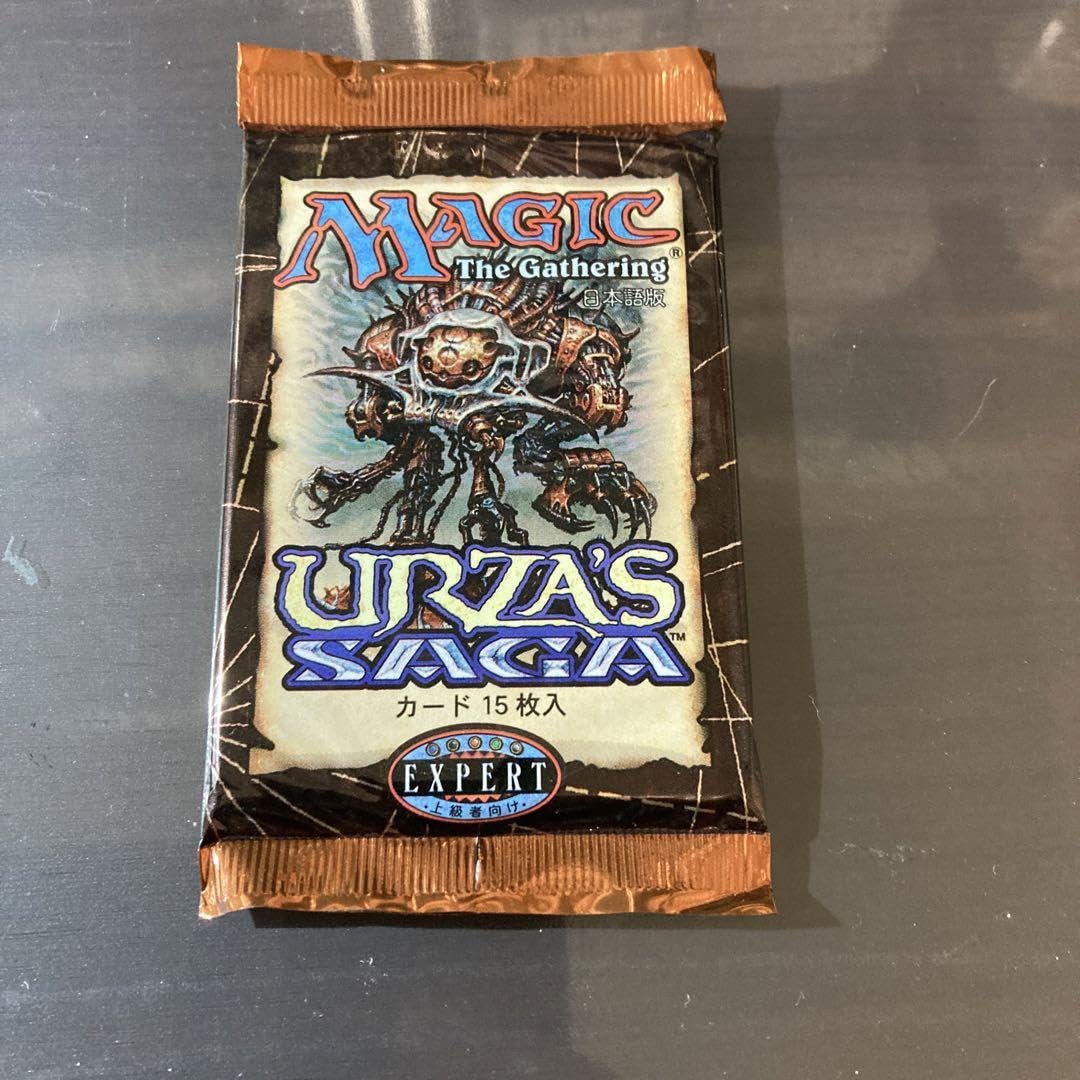 MAGIC
The Gathering®
日本語版
URZA'S
SAGA™
カード 15 枚入
EXPERT
・上級者向け・